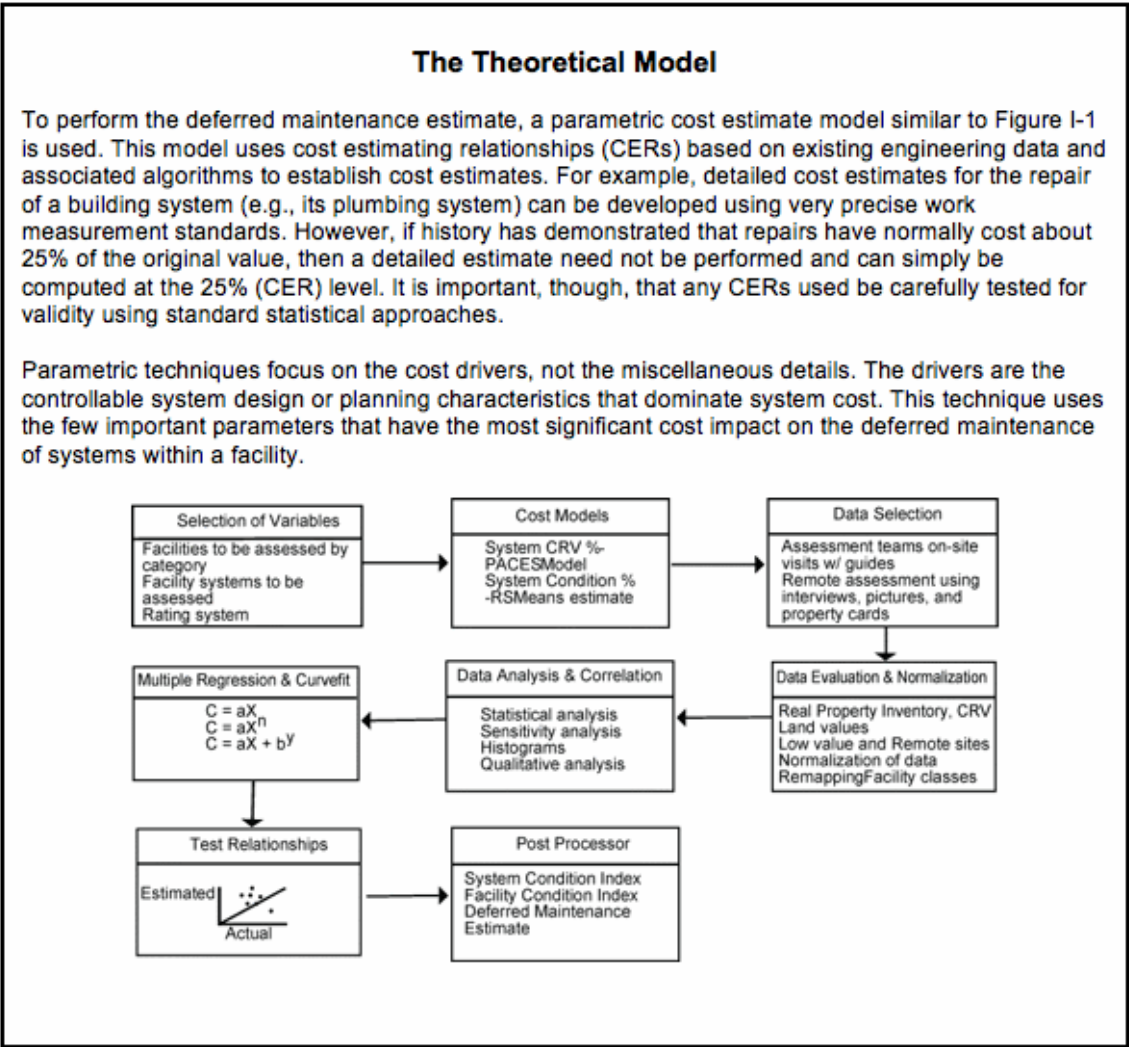 The Theoretical Model
To perform the deferred maintenance estimate, a parametric cost estimate model similar to Figure I-1
is used. This model uses cost estimating relationships (CERs) based on existing engineering data and
associated algorithms to establish cost estimates. For example, detailed cost estimates for the repair
of a building system (e.g., its plumbing system) can be developed using very precise work
measurement standards. However, if history has demonstrated that repairs have normally cost about
25% of the original value, then a detailed estimate need not be performed and can simply be
computed at the 25% (CER) level. It is important, though, that any CERs used be carefully tested for
validity using standard statistical approaches.
Parametric techniques focus on the cost drivers, not the miscellaneous details. The drivers are the
controllable system design or planning characteristics that dominate system cost. This technique uses
the few important parameters that have the most significant cost impact on the deferred maintenance
of systems within a facility.
Selection of Variables
Facilities to be assessed by
category
Facility systems to be
assessed
Rating system
Cost Models
System CRV %-
PACESModel
System Condition %
-RSMeans estimate
Data Selection
Assessment teams on-site
visits w/ guides
Remote assessment using
interviews, pictures, and
property cards
Data Evaluation & Normalization
Real Property Inventory, CRV
Land values
Low value and Remote sites
Normalization of data
RemappingFacility classes
Data Analysis & Correlation
Statistical analysis
Sensitivity analysis
Histograms
Qualitative analysis
Multiple Regression & Curvefit
C = aX
C = aXⁿ
C = aX + bʸ
Test Relationships
Estimated
Actual
Post Processor
System Condition Index
Facility Condition Index
Deferred Maintenance
Estimate